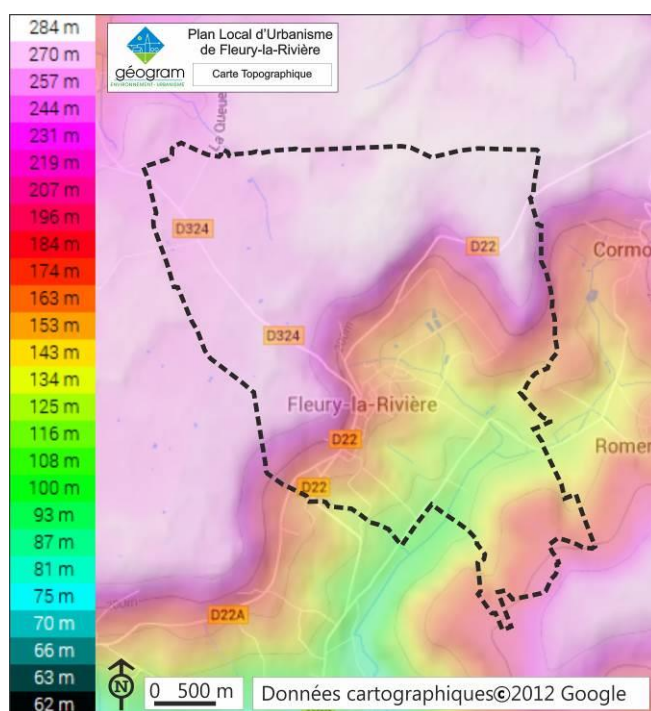 284 m
270 m
257 m
244 m
231 m
219 m
207 m
196 m
184 m
174 m
163 m
153 m
143 m
134 m
125 m
116 m
108 m
100 m
93 m
87 m
81 m
75 m
70 m
66 m
63 m
62 m
géogram
ENVIRONNEMENT - URBANISME
Plan Local d'Urbanisme
de Fleury-la-Rivière
Carte Topographique
D324
D22
Cormo
D324
Fleury-la-Rivière
D22
Romer
D22
D22A
N
0 500 m
Données cartographiques©2012 Google